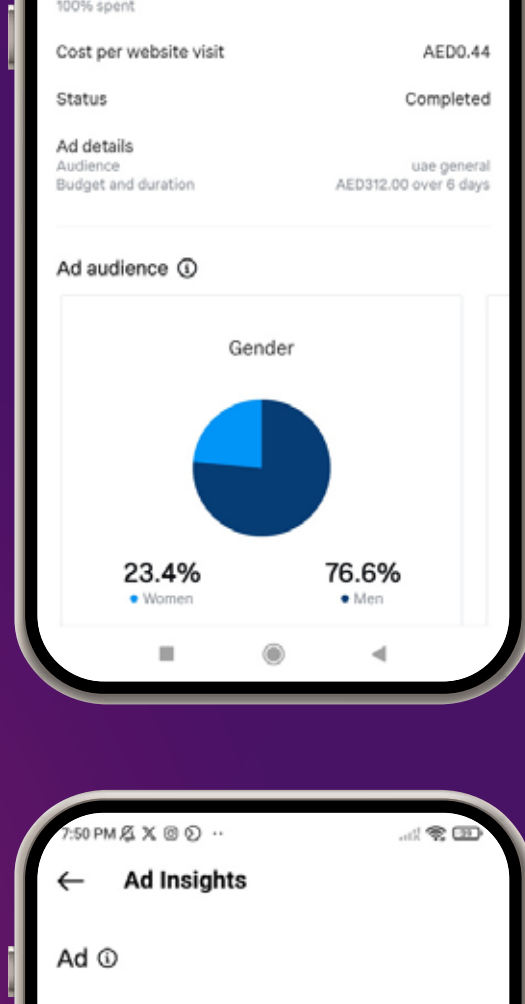 100% spent
Cost per website visit AED0.44
Status Completed
Ad details
Audience uae general
Budget and duration AED312.00 over 6 days
Ad audience
Gender
23.4% 76.6%
Women Men
7:50 PM
Ad Insights
Ad